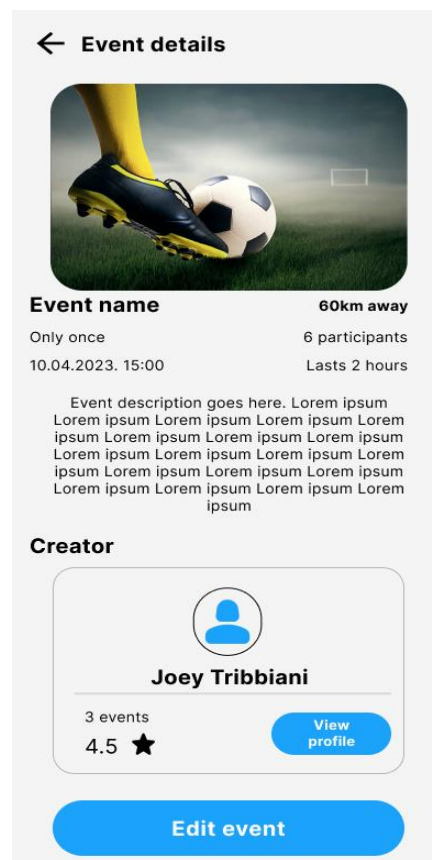 Event details
Event name
60km away
Only once
6 participants
10.04.2023. 15:00
Lasts 2 hours
Event description goes here. Lorem ipsum
Lorem ipsum Lorem ipsum Lorem ipsum Lorem
ipsum Lorem ipsum Lorem ipsum Lorem ipsum
Lorem ipsum Lorem ipsum Lorem ipsum Lorem
ipsum Lorem ipsum Lorem ipsum Lorem ipsum
Lorem ipsum Lorem ipsum Lorem ipsum Lorem
ipsum
Creator
Joey Tribbiani
3 events
4.5
View
profile
Edit event